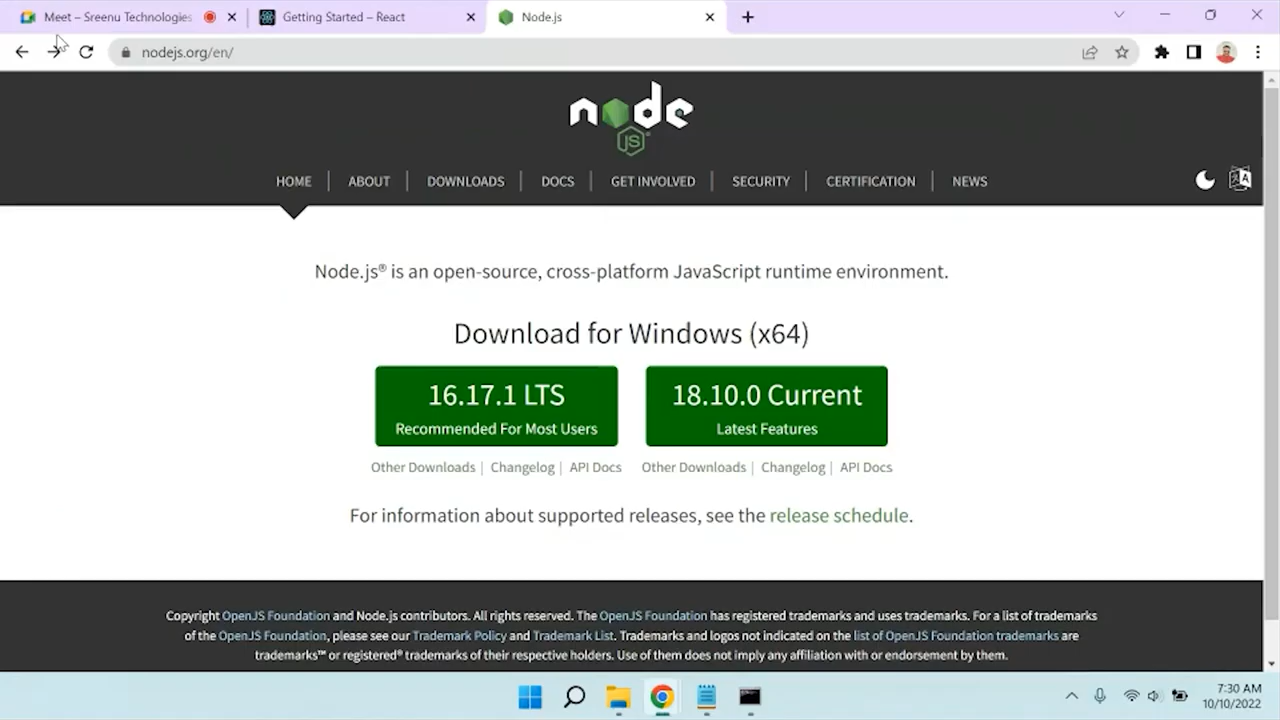 Meet – Sreenu Technologies
Getting Started – React
Node.js
nodejs.org/en/
node
JS
HOME
ABOUT
DOWNLOADS
DOCS
GET INVOLVED
SECURITY
CERTIFICATION
NEWS
Node.js® is an open-source, cross-platform JavaScript runtime environment.
Download for Windows (x64)
16.17.1 LTS
Recommended For Most Users
18.10.0 Current
Latest Features
Other Downloads | Changelog | API Docs
Other Downloads | Changelog | API Docs
For information about supported releases, see the release schedule.
Copyright OpenJS Foundation and Node.js contributors. All rights reserved. The OpenJS Foundation has registered trademarks and uses trademarks. For a list of trademarks
of the OpenJS Foundation, please see our Trademark Policy and Trademark List. Trademarks and logos not indicated on the list of OpenJS Foundation trademarks are
trademarks™ or registered® trademarks of their respective holders. Use of them does not imply any affiliation with or endorsement by them.
7:30 AM
10/10/2022